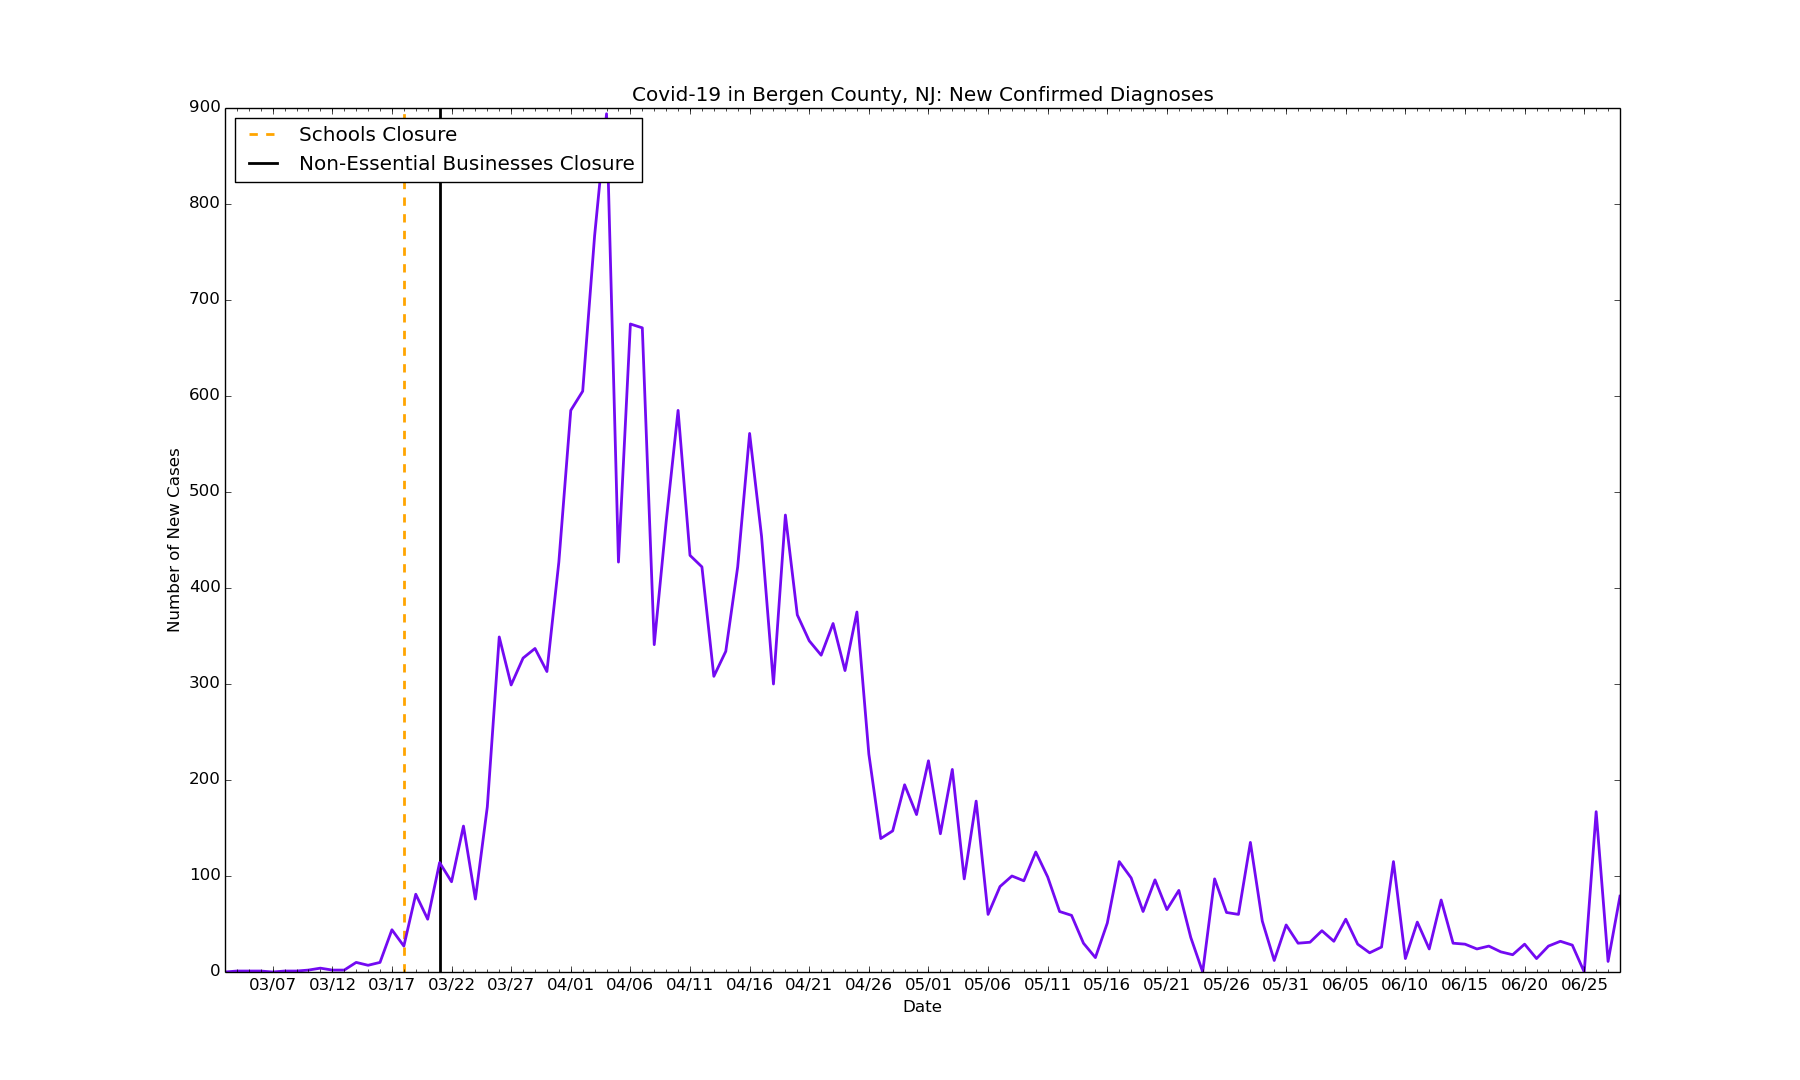 Covid-19 in Bergen County, NJ: New Confirmed Diagnoses
Schools Closure
Non-Essential Businesses Closure
900
800
700
600
500
400
300
200
100
0
Number of New Cases
03/07 03/12 03/17 03/22 03/27 04/01 04/06 04/11 04/16 04/21 04/26 05/01 05/06 05/11 05/16 05/21 05/26 05/31 06/05 06/10 06/15 06/20 06/25
Date